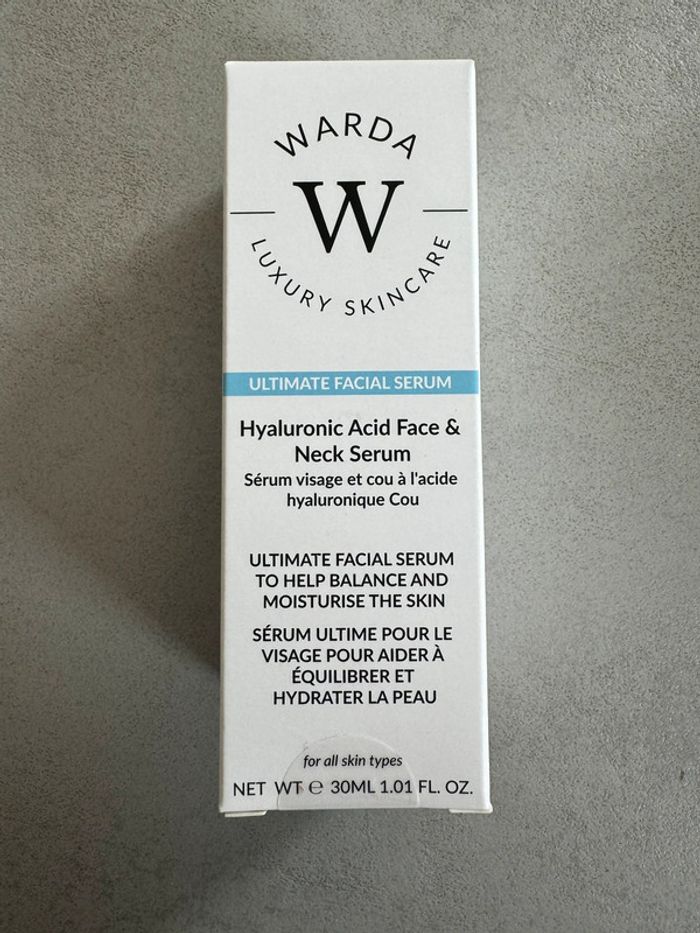 WARDA
W
LUXURY SKINCARE
ULTIMATE FACIAL SERUM
Hyaluronic Acid Face &
Neck Serum
Sérum visage et cou à l'acide
hyaluronique Cou
ULTIMATE FACIAL SERUM
TO HELP BALANCE AND
MOISTURISE THE SKIN
SÉRUM ULTIME POUR LE
VISAGE POUR AIDER À
ÉQUILIBRER ET
HYDRATER LA PEAU
for all skin types
NET WT ℮ 30ML 1.01 FL. OZ.